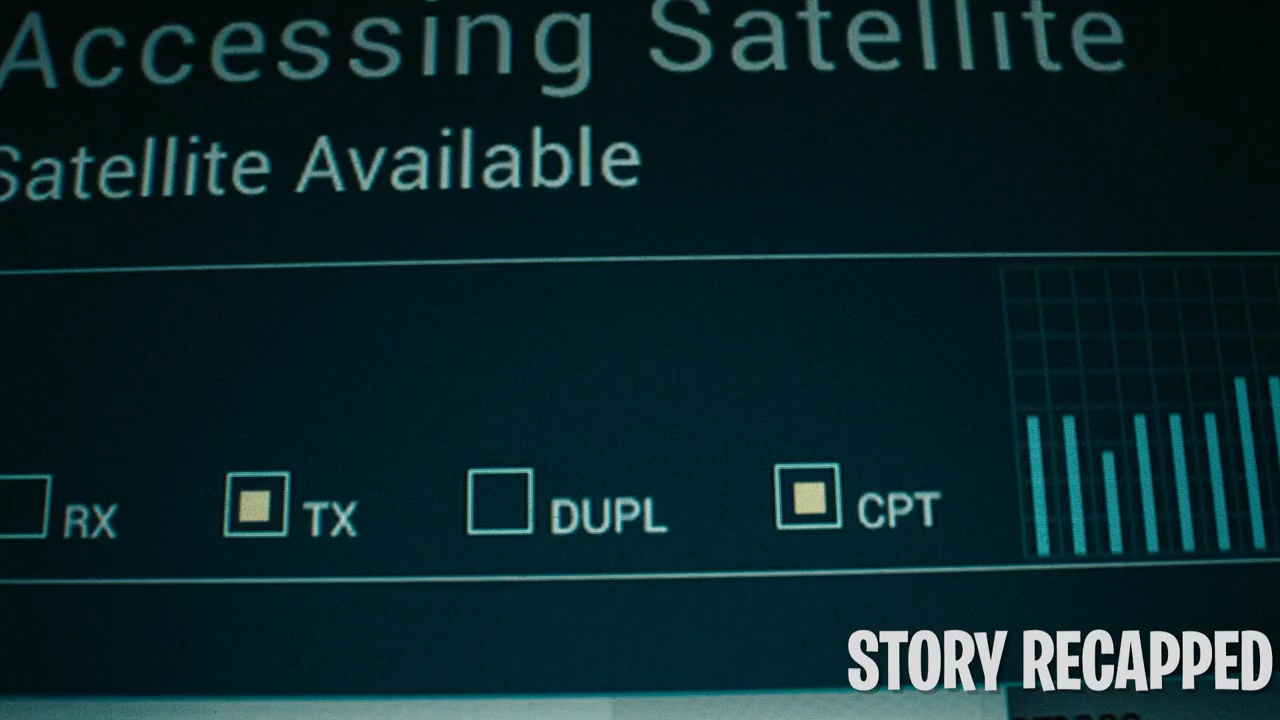 Accessing Satellite
Satellite Available
RX TX DUPL CPT
STORY RECAPPED